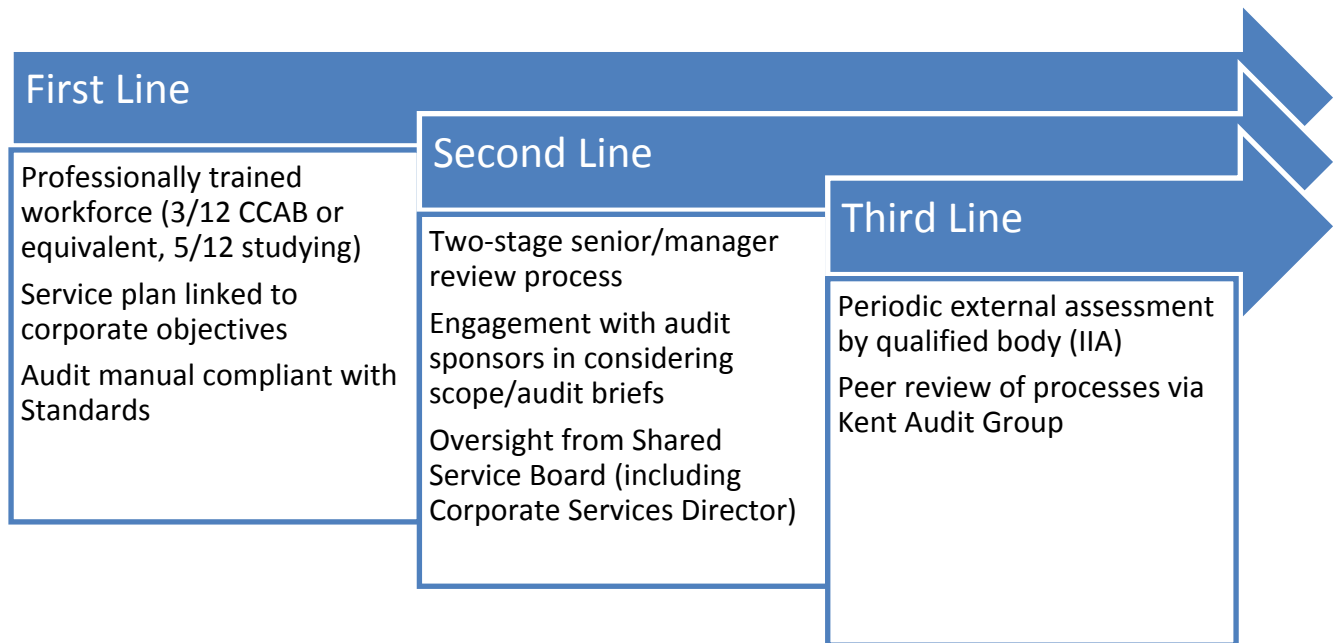 First Line
Professionally trained
workforce (3/12 CCAB or
equivalent, 5/12 studying)
Service plan linked to
corporate objectives
Audit manual compliant with
Standards
Second Line
Two-stage senior/manager
review process
Engagement with audit
sponsors in considering
scope/audit briefs
Oversight from Shared
Service Board (including
Corporate Services Director)
Third Line
Periodic external assessment
by qualified body (IIA)
Peer review of processes via
Kent Audit Group